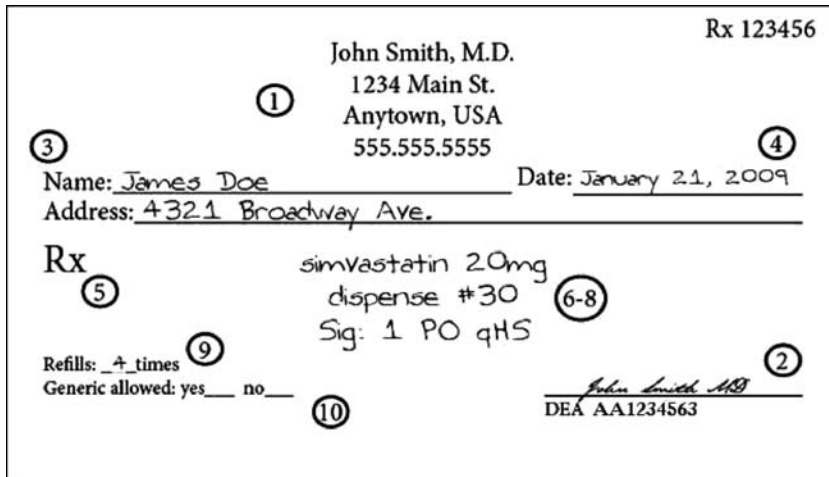 Rx 123456
John Smith, M.D.
1234 Main St.
1
Anytown, USA
3
555.555.5555
4
Name: James Doe Date: January 21, 2009
Address: 4321 Broadway Ave.
Rx simvastatin 20mg
5 dispense #30 6-8
Sig: 1 PO qHS
9
Refills: 4 times
2
Generic allowed: yes___ no___ John Smith MD
10 DEA AA1234563